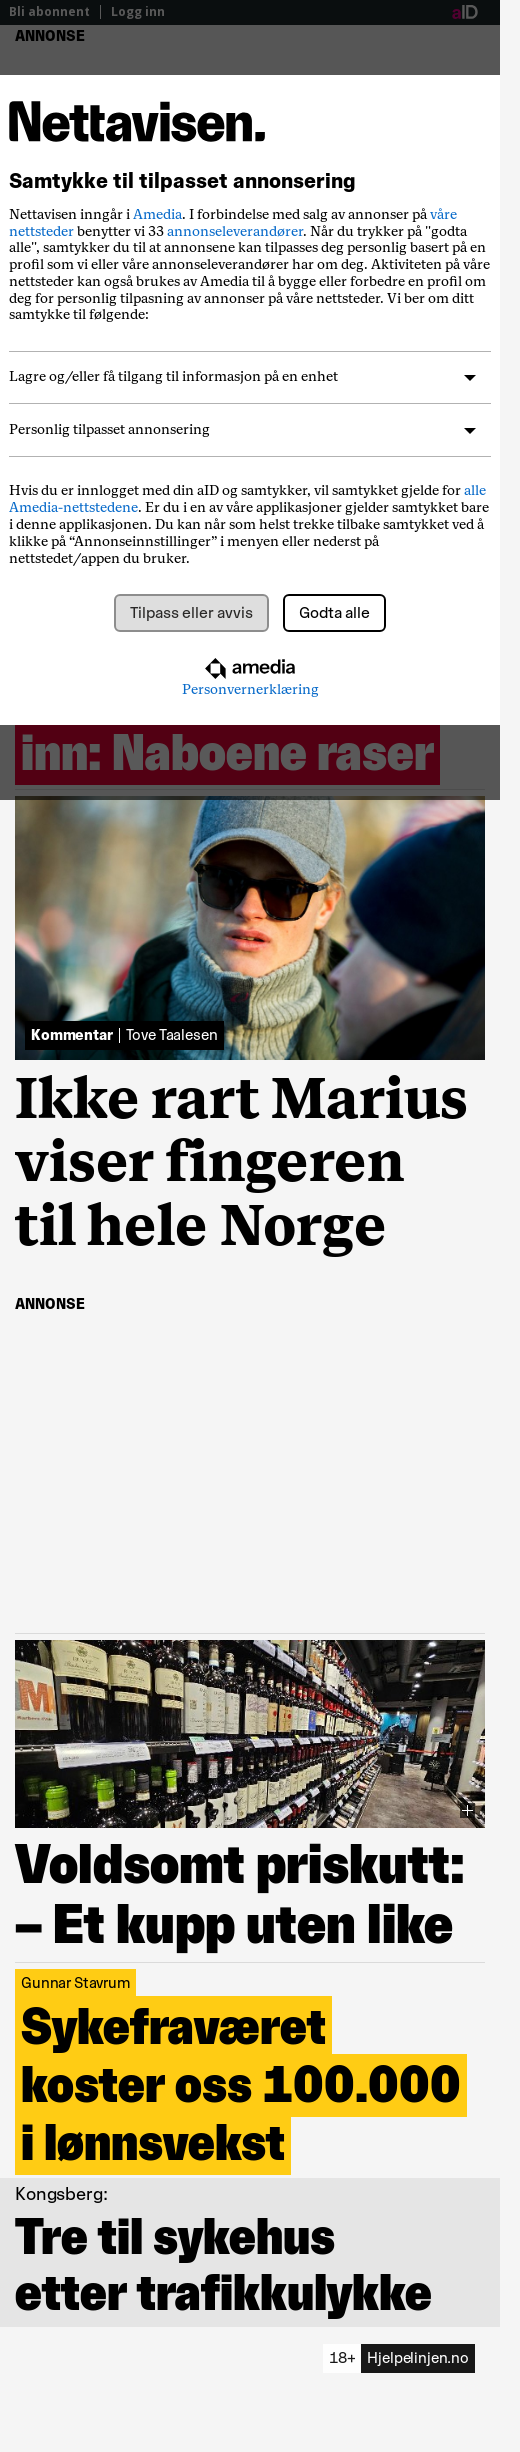 Bli abonnent | Logg inn
aID
ANNONSE
Nettavisen.
Samtykke til tilpasset annonsering
Nettavisen inngår i Amedia. I forbindelse med salg av annonser på våre
nettsteder benytter vi 33 annonseleverandører. Når du trykker på "godta
alle", samtykker du til at annonsene kan tilpasses deg personlig basert på en
profil som vi eller våre annonseleverandører har om deg. Aktiviteten på våre
nettsteder kan også brukes av Amedia til å bygge eller forbedre en profil om
deg for personlig tilpasning av annonser på våre nettsteder. Vi ber om ditt
samtykke til følgende:
Lagre og/eller få tilgang til informasjon på en enhet
Personlig tilpasset annonsering
Hvis du er innlogget med din aID og samtykker, vil samtykket gjelde for alle
Amedia-nettstedene. Er du i en av våre applikasjoner gjelder samtykket bare
i denne applikasjonen. Du kan når som helst trekke tilbake samtykket ved å
klikke på “Annonseinnstillinger” i menyen eller nederst på
nettstedet/appen du bruker.
Tilpass eller avvis
Godta alle
amedia
Personvernerklæring
inn: Naboene raser
Kommentar | Tove Taalesen
Ikke rart Marius
viser fingeren
til hele Norge
ANNONSE
Voldsomt priskutt:
– Et kupp uten like
Gunnar Stavrum
Sykefraværet
koster oss 100.000
i lønnsvekst
Kongsberg:
Tre til sykehus
etter trafikkulykke
18+ Hjelpelinjen.no